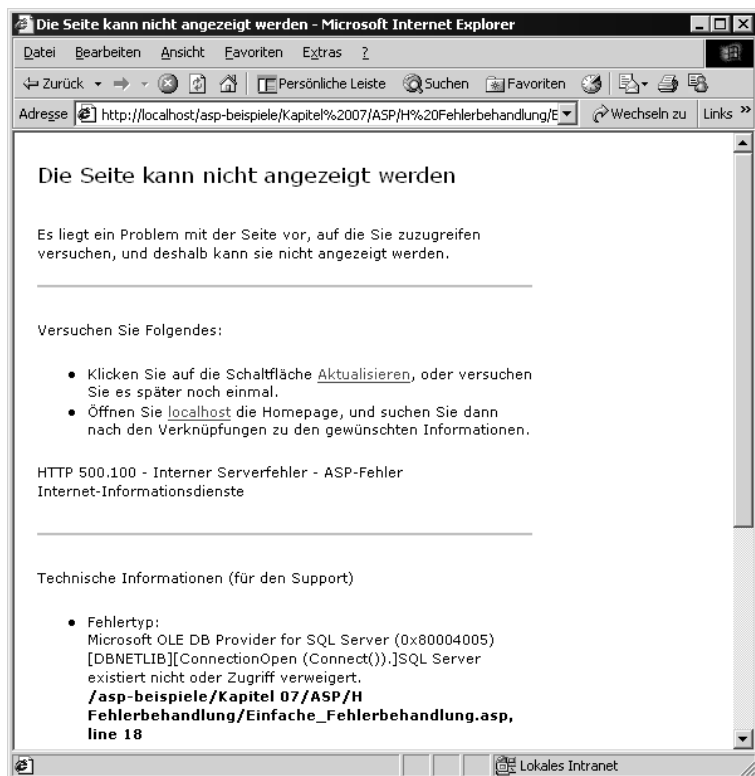 Die Seite kann nicht angezeigt werden - Microsoft Internet Explorer
Datei Bearbeiten Ansicht Favoriten Extras ?
Zurück Persönliche Leiste Suchen Favoriten
Adresse http://localhost/asp-beispiele/Kapitel%2007/ASP/H%20Fehlerbehandlung/E Wechseln zu Links »
Die Seite kann nicht angezeigt werden
Es liegt ein Problem mit der Seite vor, auf die Sie zuzugreifen
versuchen, und deshalb kann sie nicht angezeigt werden.
Versuchen Sie Folgendes:
• Klicken Sie auf die Schaltfläche Aktualisieren, oder versuchen
Sie es später noch einmal.
• Öffnen Sie localhost die Homepage, und suchen Sie dann
nach den Verknüpfungen zu den gewünschten Informationen.
HTTP 500.100 - Interner Serverfehler - ASP-Fehler
Internet-Informationsdienste
Technische Informationen (für den Support)
• Fehlertyp:
Microsoft OLE DB Provider for SQL Server (0x80004005)
[DBNETLIB][ConnectionOpen (Connect()).]SQL Server
existiert nicht oder Zugriff verweigert.
/asp-beispiele/Kapitel 07/ASP/H
Fehlerbehandlung/Einfache_Fehlerbehandlung.asp,
line 18
Lokales Intranet